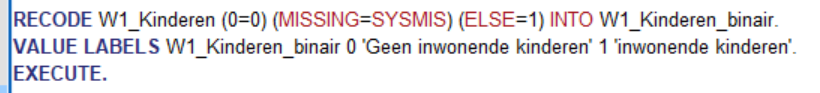 RECODE W1_Kinderen (0=0) (MISSING=SYSMIS) (ELSE=1) INTO W1_Kinderen_binair.
VALUE LABELS W1_Kinderen_binair 0 'Geen inwonende kinderen' 1 'inwonende kinderen'.
EXECUTE.